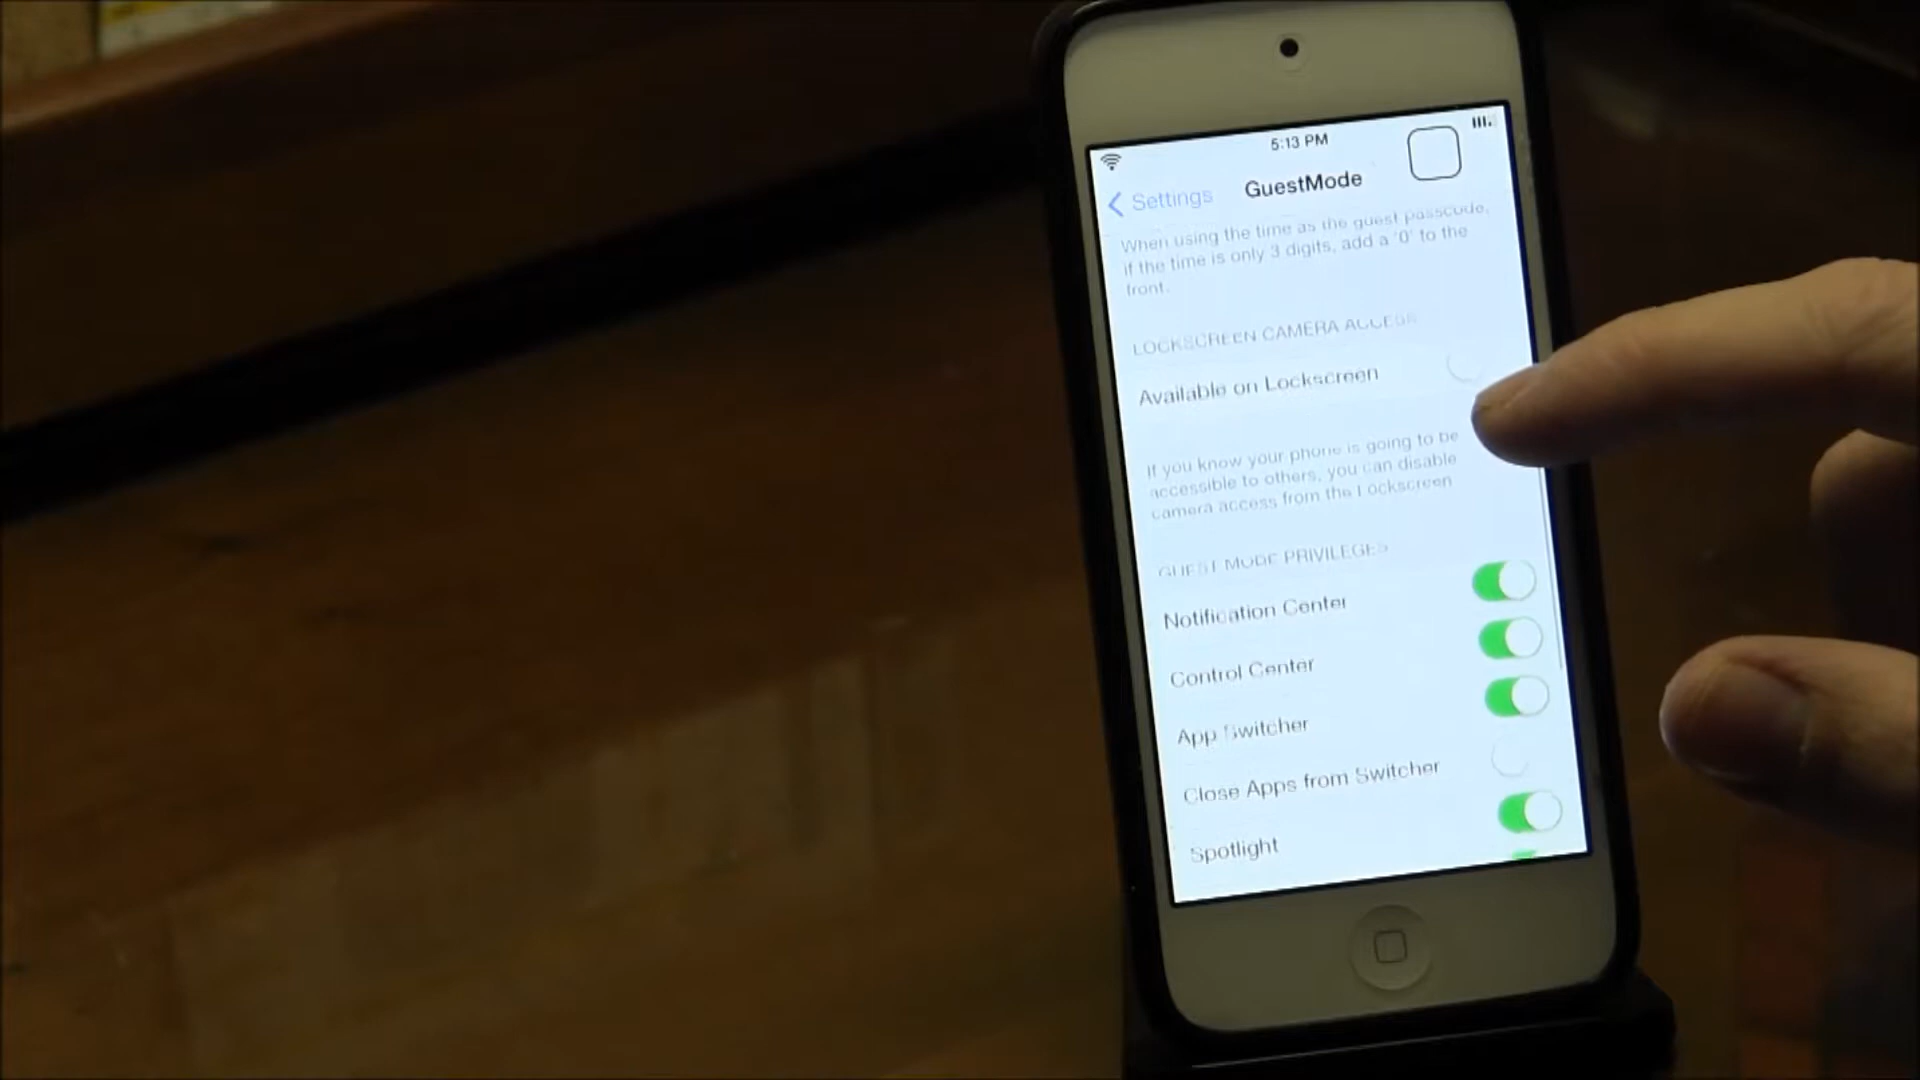 5:13 PM
Settings
GuestMode
When using the time as the guest passcode,
if the time is only 3 digits, add a '0' to the
front.
LOCKSCREEN CAMERA ACCESS
Available on Lockscreen
If you know your phone is going to be
accessible to others, you can disable
camera access from the Lockscreen
GUEST MODE PRIVILEGES
Notification Center
Control Center
App Switcher
Close Apps from Switcher
Spotlight